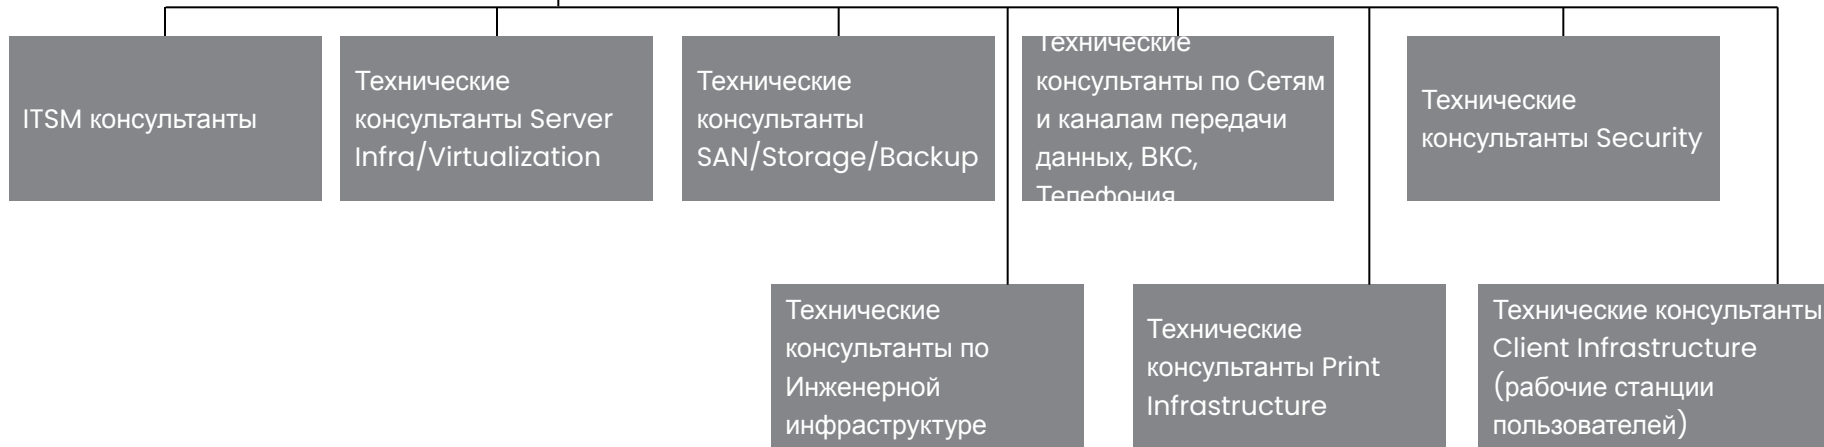 ITSM консультанты
Технические
консультанты Server
Infra/Virtualization
Технические
консультанты
SAN/Storage/Backup
Технические
консультанты по Сетям
и каналам передачи
данных, ВКС,
Телефония
Технические
консультанты Security
Технические
консультанты по
Инженерной
инфраструктуре
Технические
консультанты Print
Infrastructure
Технические консультанты
Client Infrastructure
(рабочие станции
пользователей)